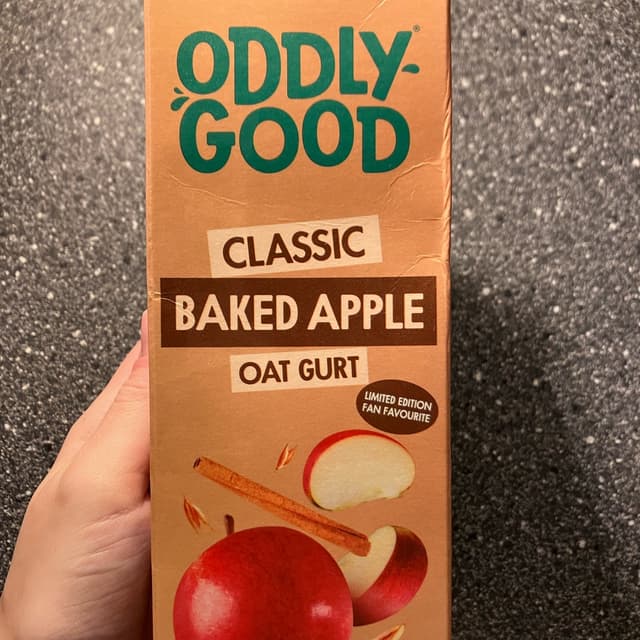 ODDLY
GOOD
CLASSIC
BAKED APPLE
OAT GURT
LIMITED EDITION
FAN FAVOURITE